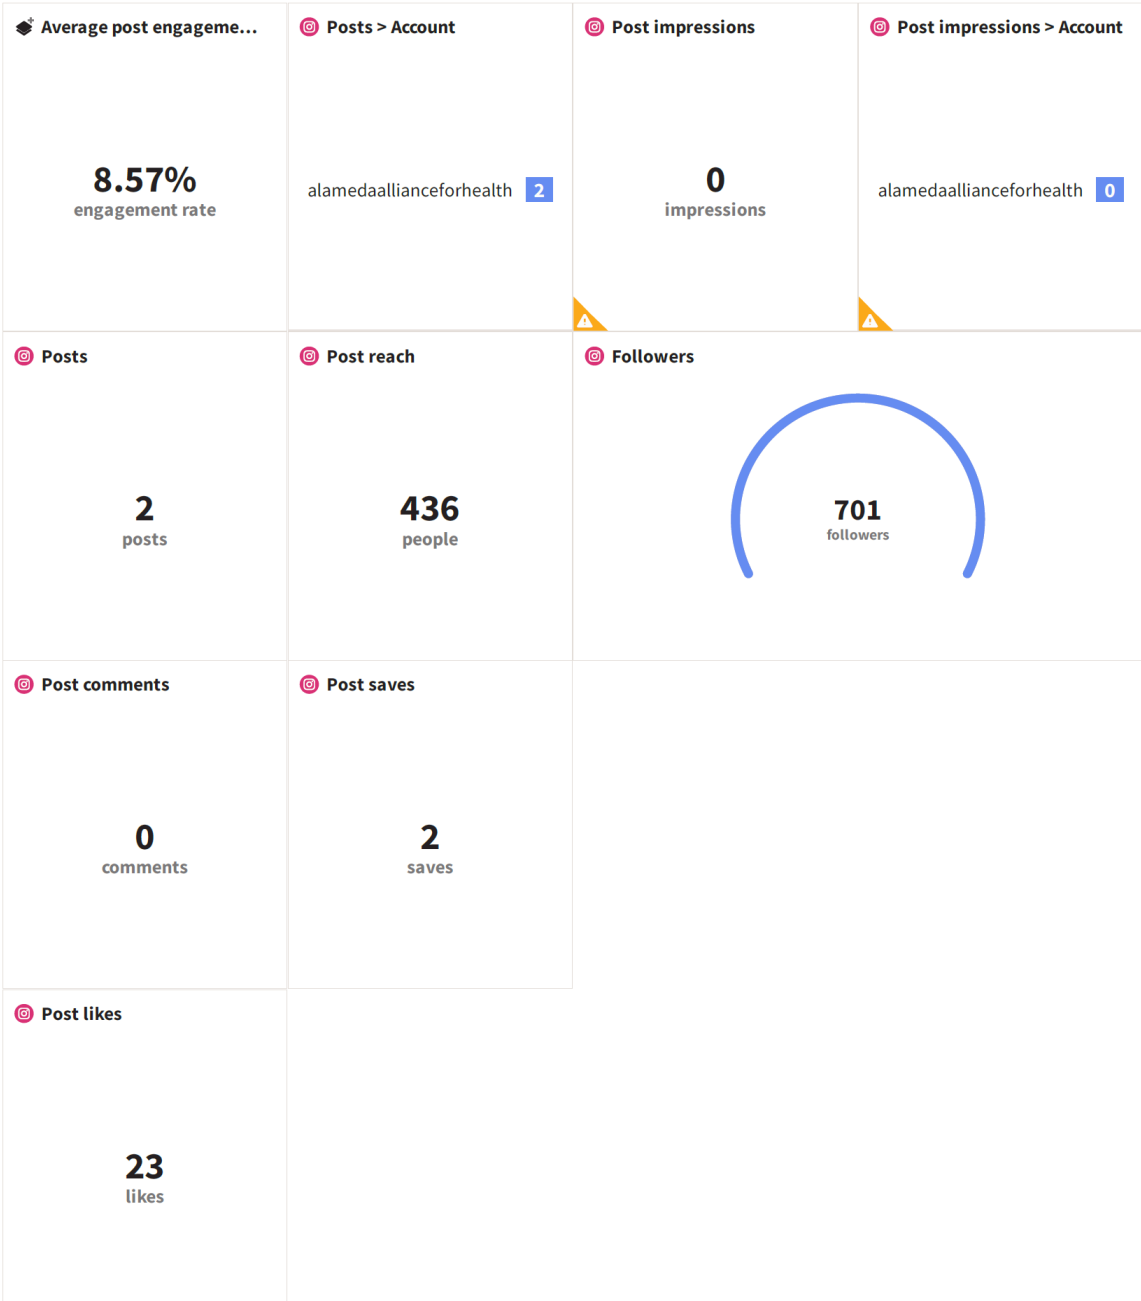 Average post engageme...
Posts > Account
Post impressions
Post impressions > Account
8.57%
engagement rate
alamedaallianceforhealth 2
0
impressions
alamedaallianceforhealth 0
Posts
Post reach
Followers
2
posts
436
people
701
followers
Post comments
Post saves
0
comments
2
saves
Post likes
23
likes